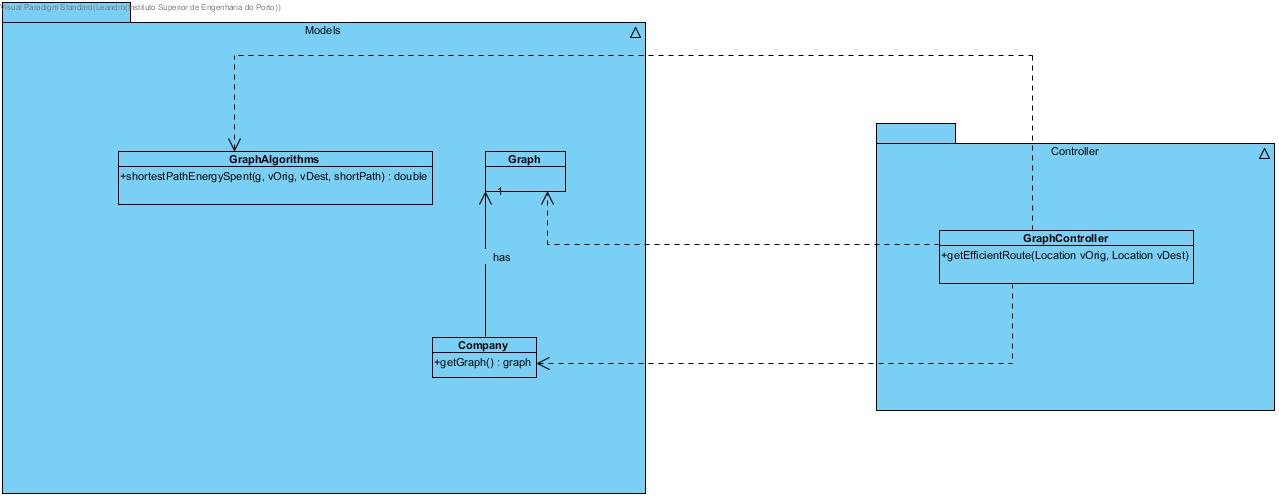 Visual Paradigm Standard(Leandro(Instituto Superior de Engenharia do Porto))
Models
Controller
GraphAlgorithms
+shortestPathEnergySpent(g, vOrig, vDest, shortPath) : double
Graph
1
has
GraphController
+getEfficientRoute(Location vOrig, Location vDest)
Company
+getGraph() : graph